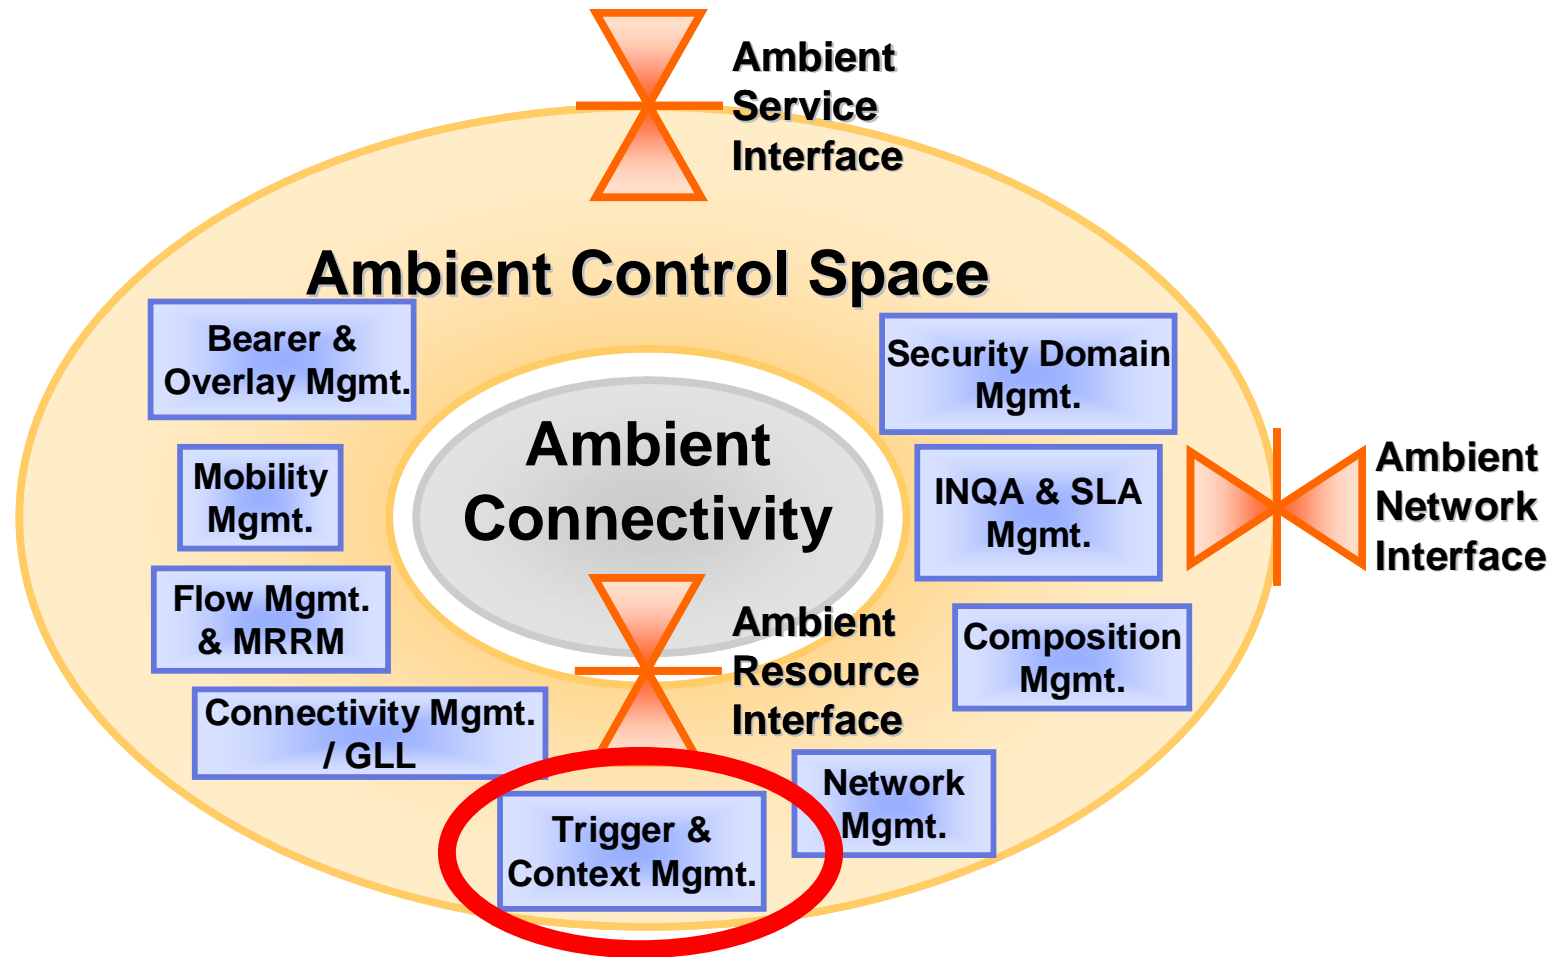 Ambient
Service
Interface
Ambient Control Space
Bearer &
Overlay Mgmt.
Security Domain
Mgmt.
Ambient
Connectivity
Mobility
Mgmt.
INQA & SLA
Mgmt.
Ambient
Network
Interface
Flow Mgmt.
& MRRM
Ambient
Resource
Interface
Composition
Mgmt.
Connectivity Mgmt.
/ GLL
Network
Mgmt.
Trigger &
Context Mgmt.